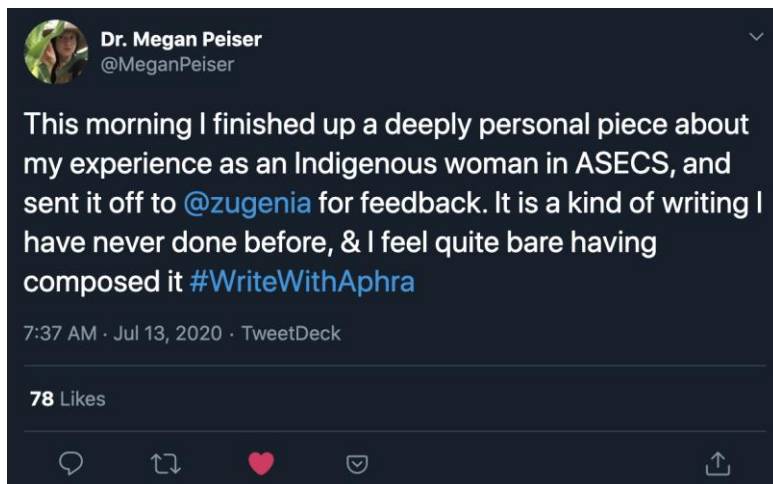 Dr. Megan Peiser
@MeganPeiser
This morning I finished up a deeply personal piece about
my experience as an Indigenous woman in ASECS, and
sent it off to @zugenia for feedback. It is a kind of writing I
have never done before, & I feel quite bare having
composed it #WriteWithAphra
7:37 AM · Jul 13, 2020 · TweetDeck
78 Likes